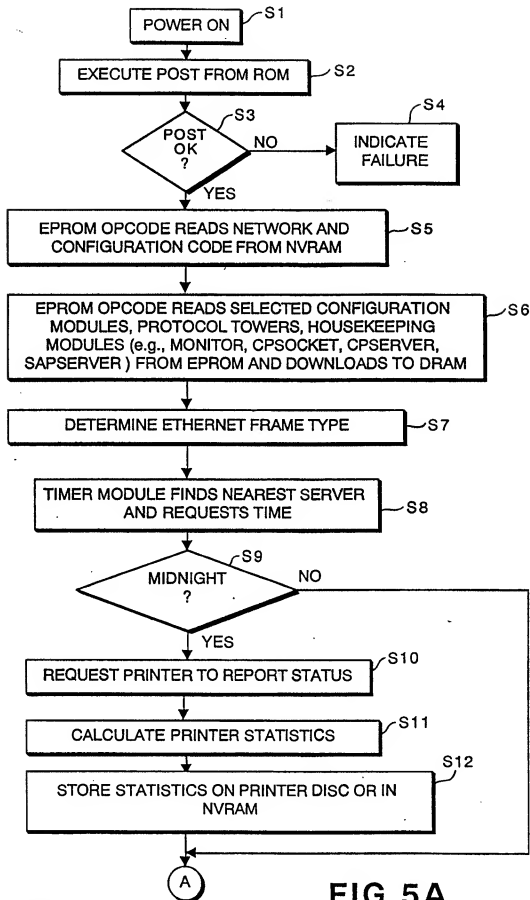 POWER ON
S1
EXECUTE POST FROM ROM
S2
S3
POST
OK
?
NO
S4
INDICATE
FAILURE
YES
EPROM OPCODE READS NETWORK AND
CONFIGURATION CODE FROM NVRAM
S5
EPROM OPCODE READS SELECTED CONFIGURATION
MODULES, PROTOCOL TOWERS, HOUSEKEEPING
MODULES (e.g., MONITOR, CPSOCKET, CPSERVER,
SAPSERVER ) FROM EPROM AND DOWNLOADS TO DRAM
S6
DETERMINE ETHERNET FRAME TYPE
S7
TIMER MODULE FINDS NEAREST SERVER
AND REQUESTS TIME
S8
S9
MIDNIGHT
?
NO
YES
REQUEST PRINTER TO REPORT STATUS
S10
CALCULATE PRINTER STATISTICS
S11
S12
STORE STATISTICS ON PRINTER DISC OR IN
NVRAM
A
FIG 5A